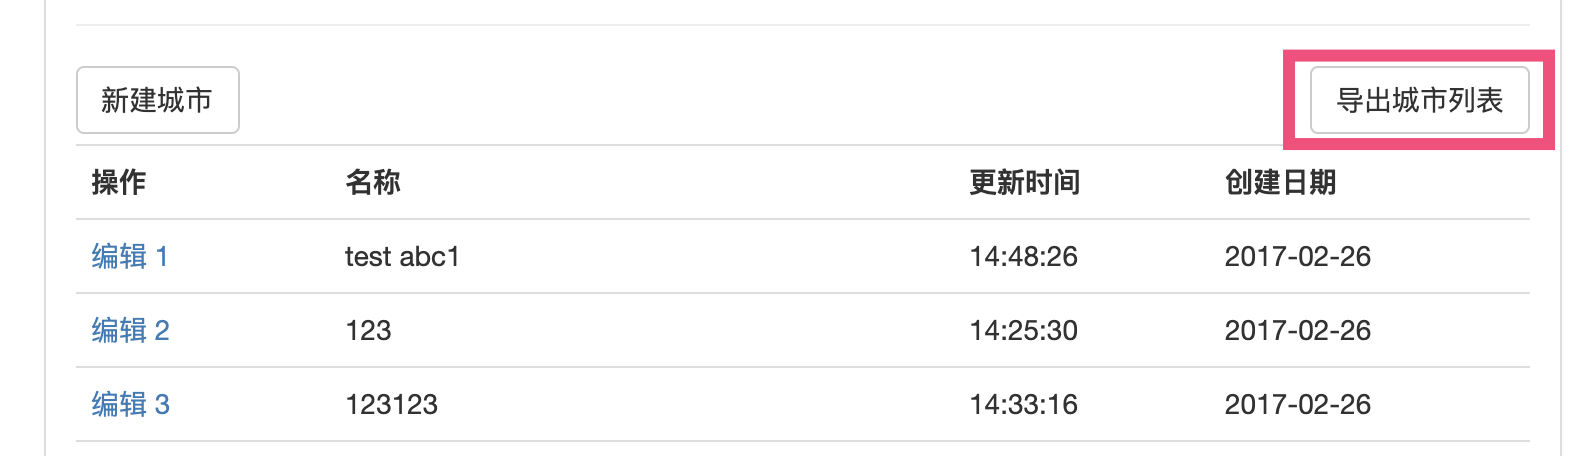 新建城市 导出城市列表
操作 名称 更新时间 创建日期
编辑 1 test abc1 14:48:26 2017-02-26
编辑 2 123 14:25:30 2017-02-26
编辑 3 123123 14:33:16 2017-02-26